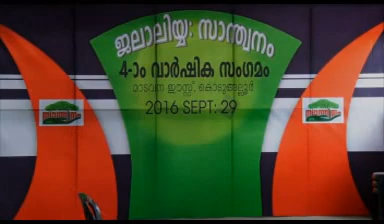 ജലാലിയ്യ: സാന്ത്വനം
4-ാം വാർഷിക സംഗമം
മാടവന ഈസ്റ്റ്, കൊടുങ്ങല്ലൂർ
2016 SEPT: 29